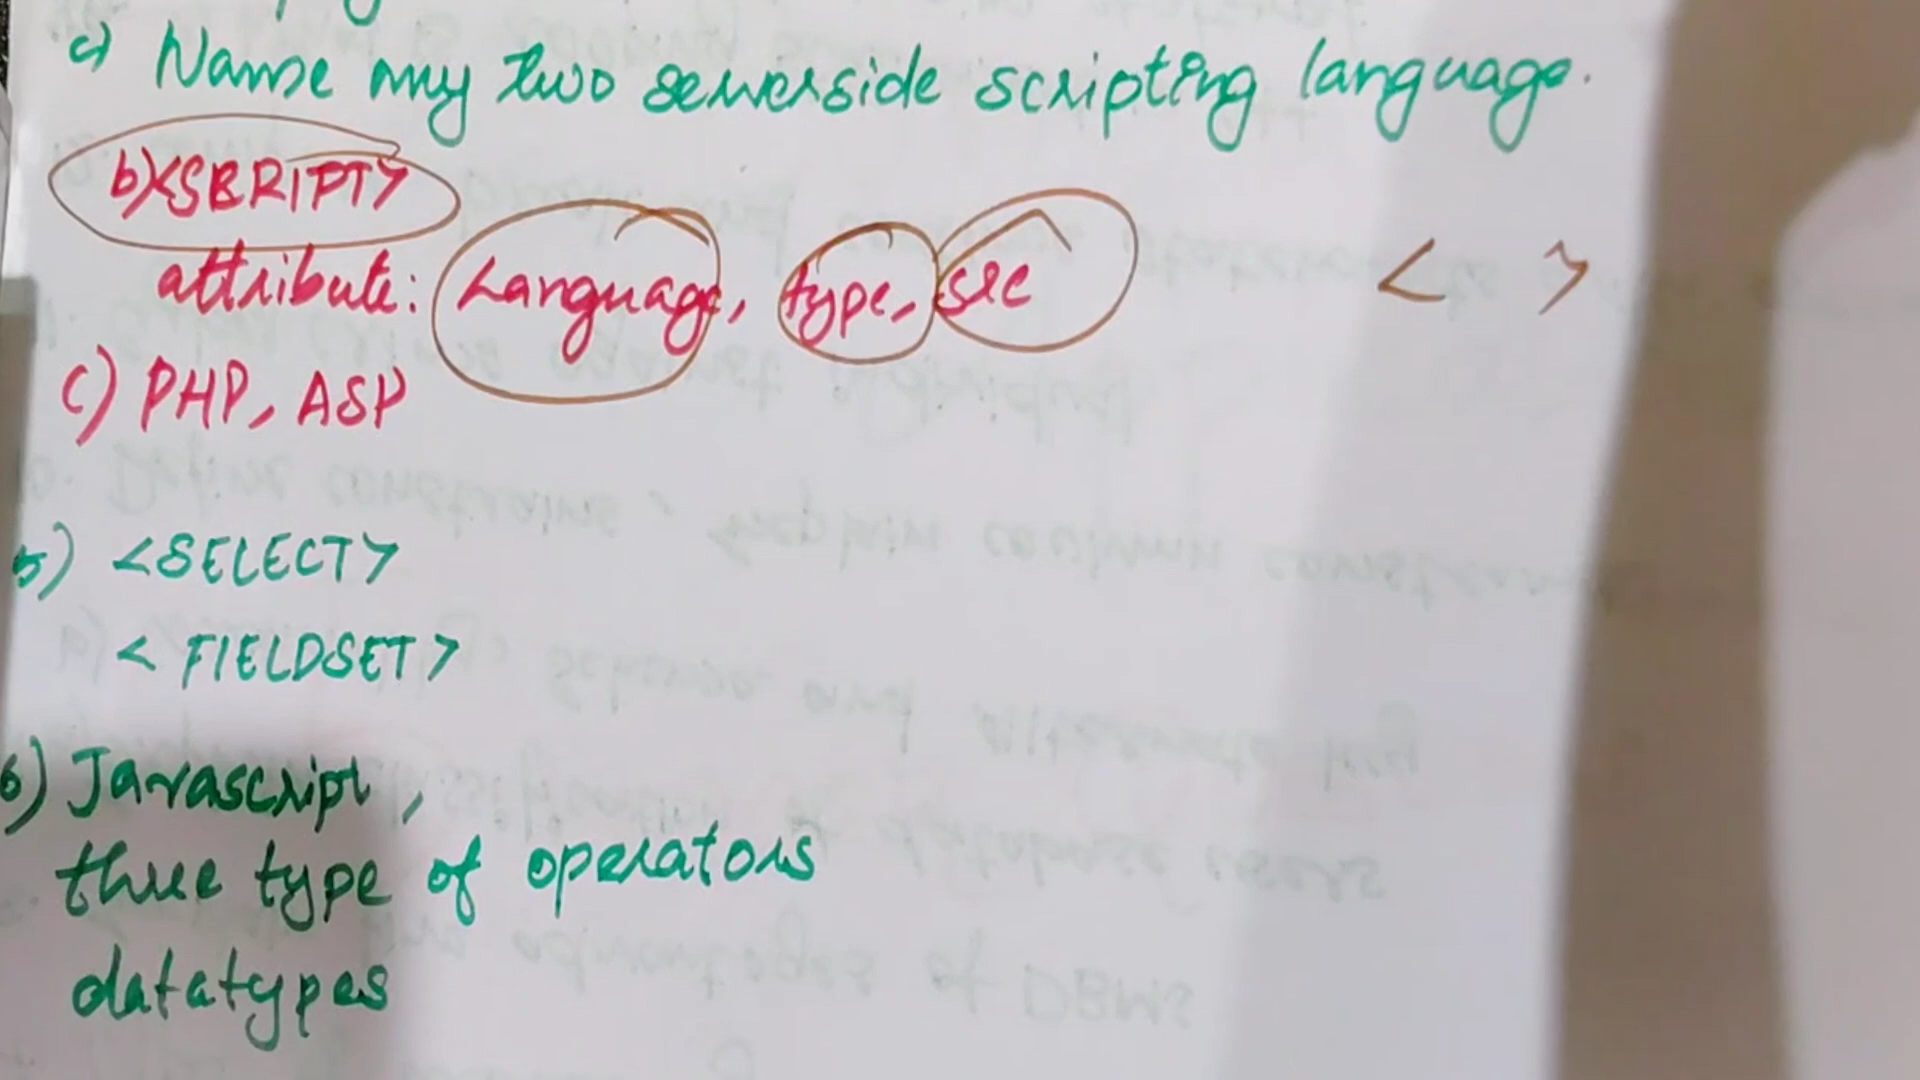 c) Name any two serverside scripting language.
b) <SCRIPT>
attribute: Language, type, src < >
c) PHP, ASP
5) <SELECT>
< FIELDSET >
6) Javascript,
three type of operators
datatypes